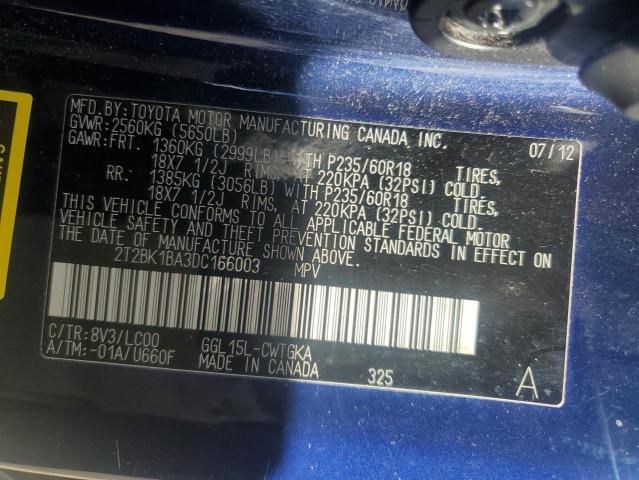 MFD.BY:TOYOTA MOTOR MANUFACTURING CANADA INC.
GVWR:2560KG (5650LB) 07/12
GAWR:FRT. 1360KG (2999LB) WITH P235/60R18 TIRES,
18X7 1/2J RIMS, AT 220KPA (32PSI) COLD.
RR. 1385KG (3056LB) WITH P235/60R18 TIRES,
18X7 1/2J RIMS, AT 220KPA (32PSI) COLD.
THIS VEHICLE CONFORMS TO ALL APPLICABLE FEDERAL MOTOR
VEHICLE SAFETY AND THEFT PREVENTION STANDARDS IN EFFECT ON
THE DATE OF MANUFACTURE SHOWN ABOVE.
2T2BK1BA3DC166003 MPV
C/TR:8V3/LC00 GGL15L-CWTGKA
A/TM:-01A/U660F MADE IN CANADA 325 A